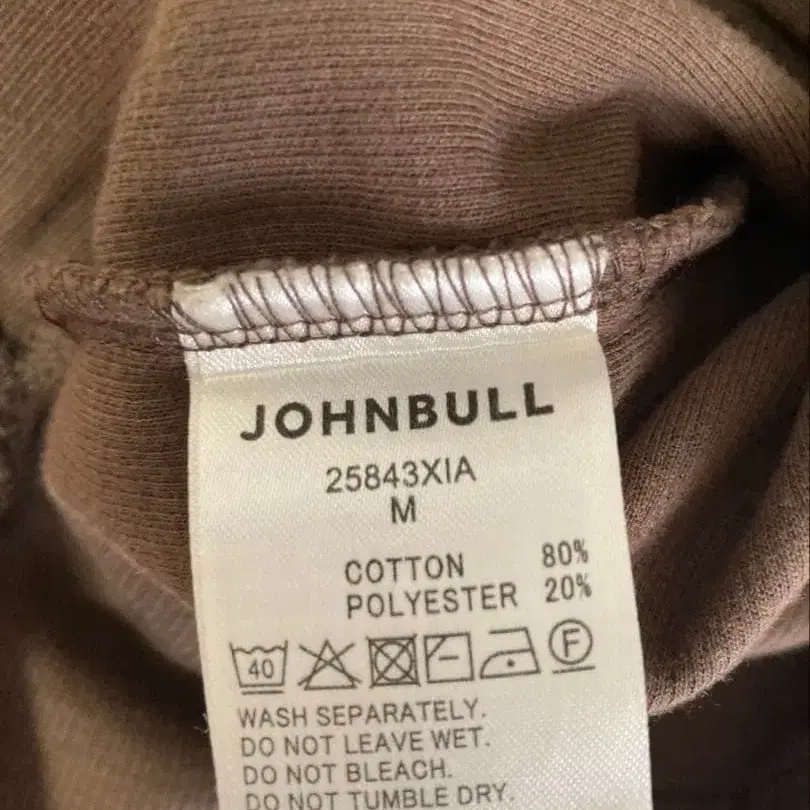 JOHNBULL
25843XIA
M
COTTON 80%
POLYESTER 20%
40 F
WASH SEPARATELY.
DO NOT LEAVE WET.
DO NOT BLEACH.
DO NOT TUMBLE DRY.